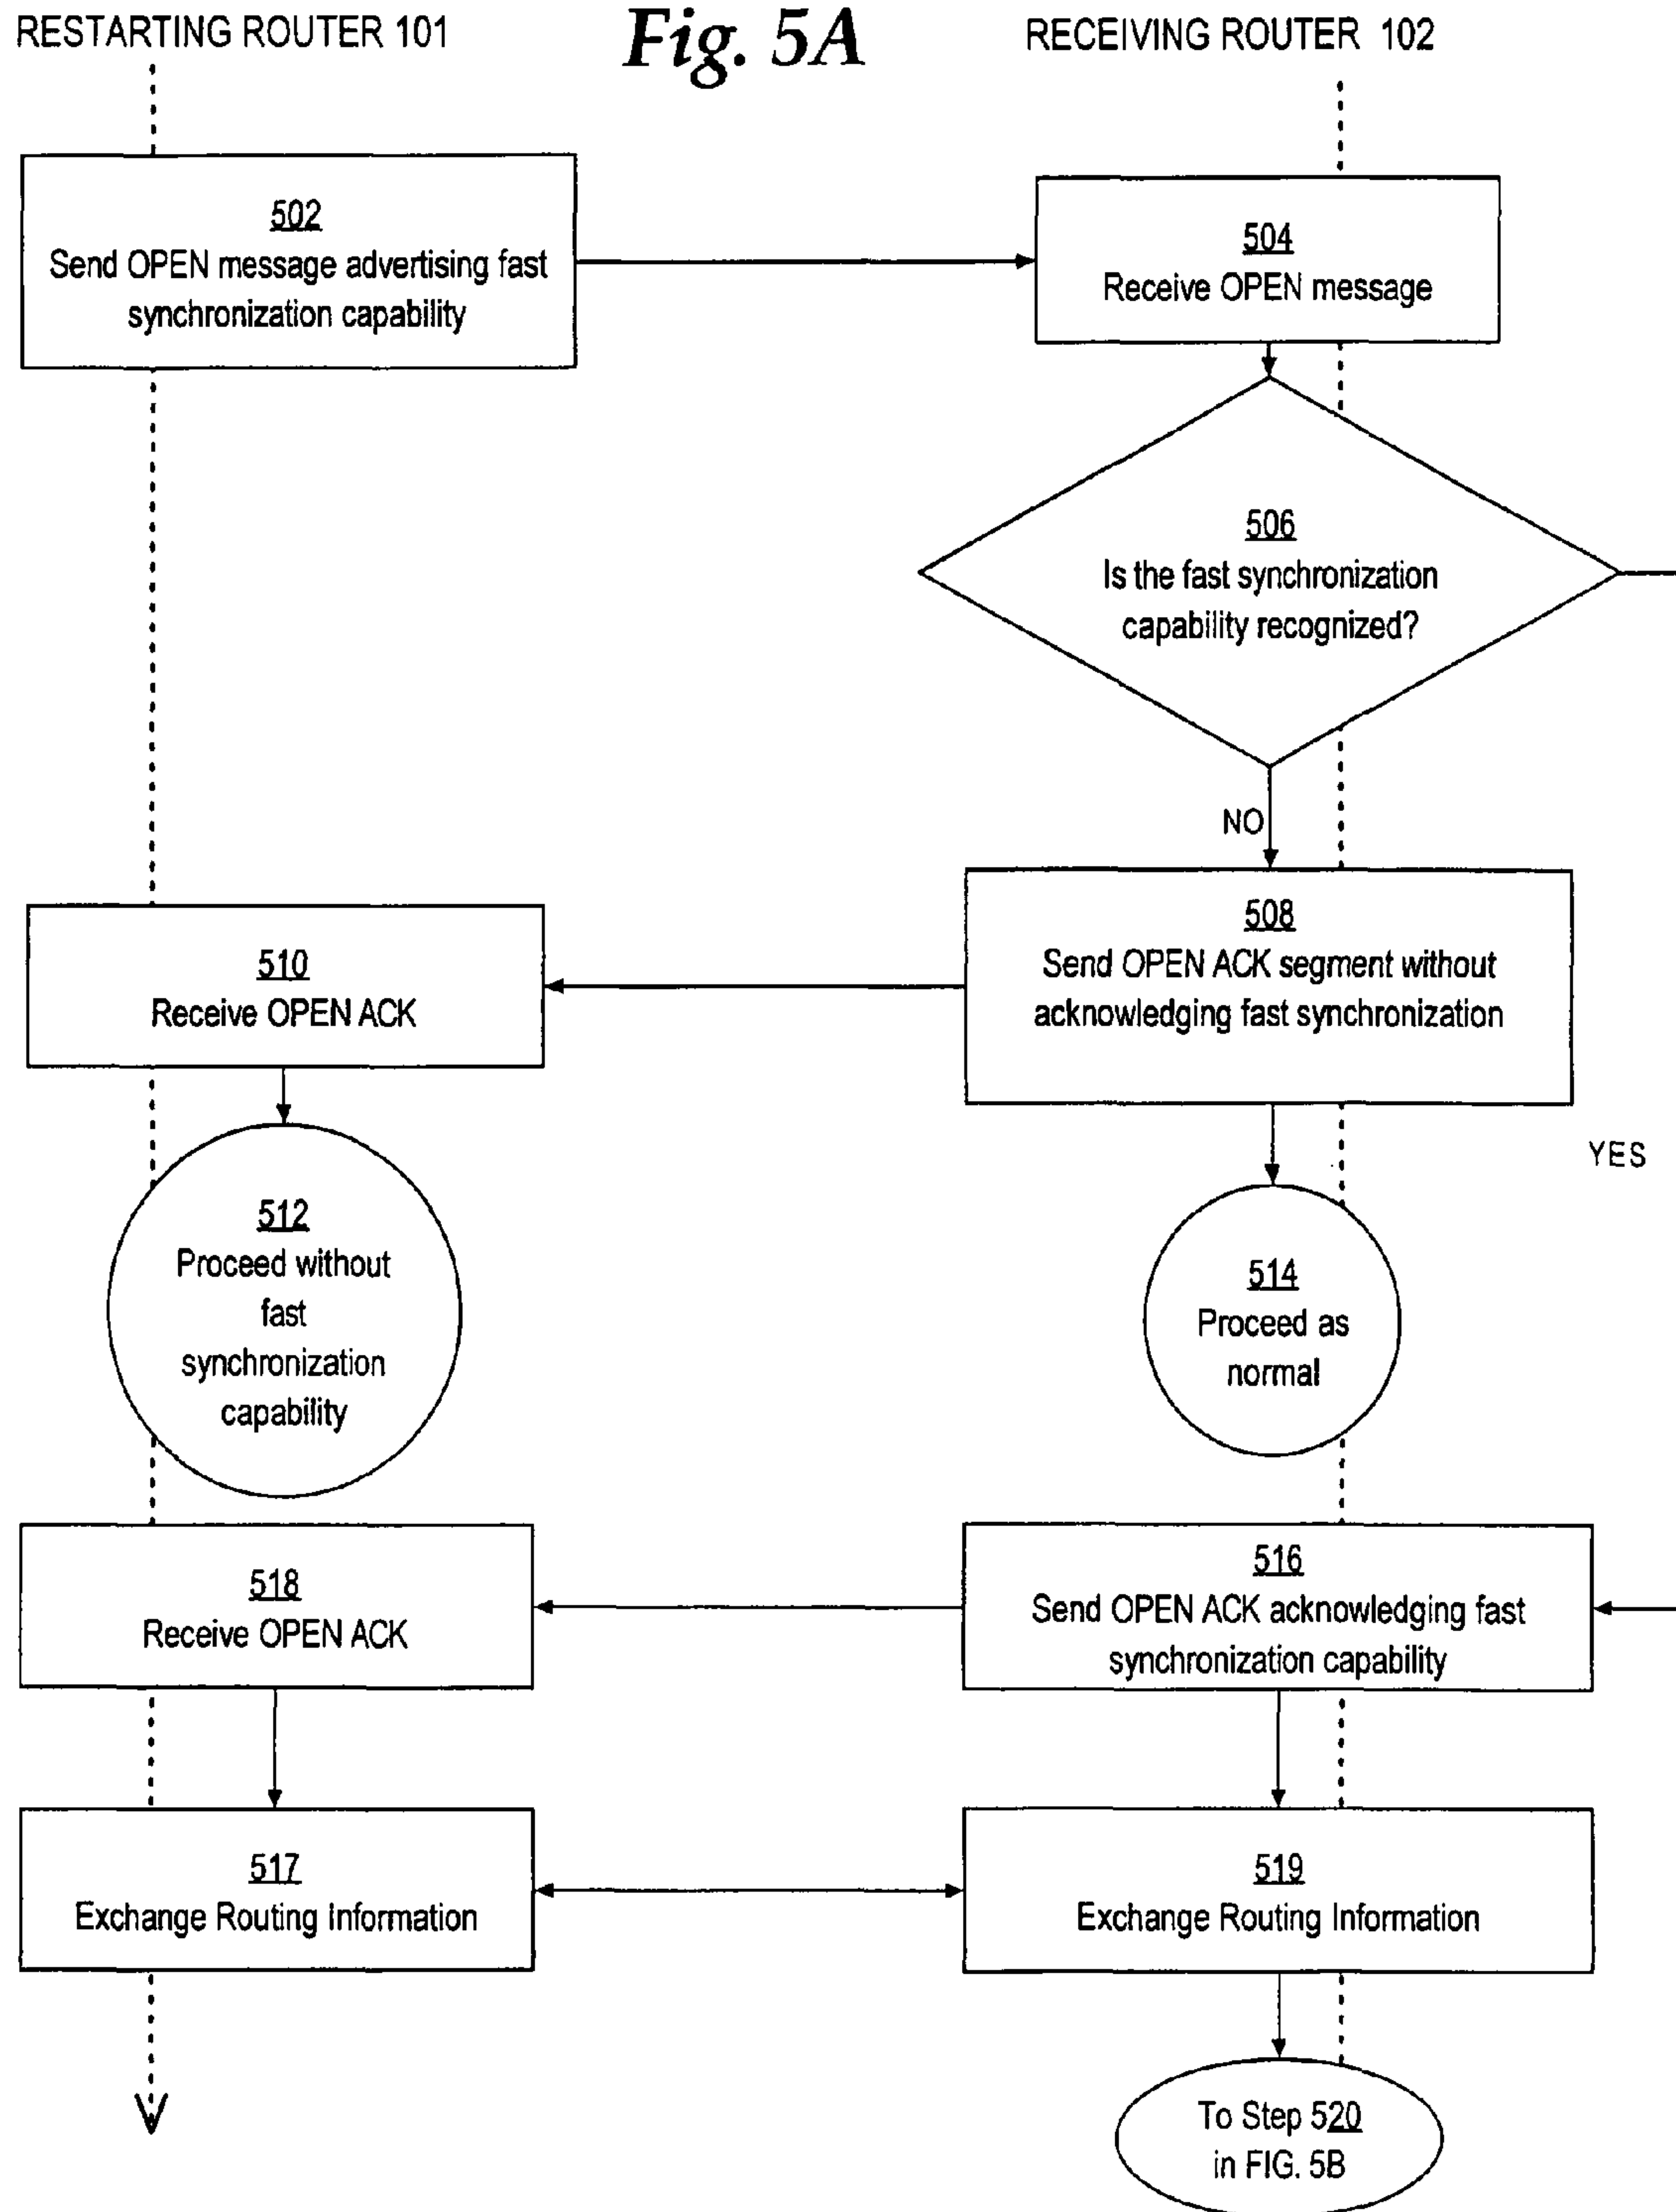 RESTARTING ROUTER 101
Fig. 5A
RECEIVING ROUTER 102
502
Send OPEN message advertising fast
synchronization capability
504
Receive OPEN message
506
Is the fast synchronization
capability recognized?
NO
508
Send OPEN ACK segment without
acknowledging fast synchronization
510
Receive OPEN ACK
YES
512
Proceed without
fast
synchronization
capability
514
Proceed as
normal
516
Send OPEN ACK acknowledging fast
synchronization capability
518
Receive OPEN ACK
517
Exchange Routing Information
519
Exchange Routing Information
To Step 520
in FIG. 5B